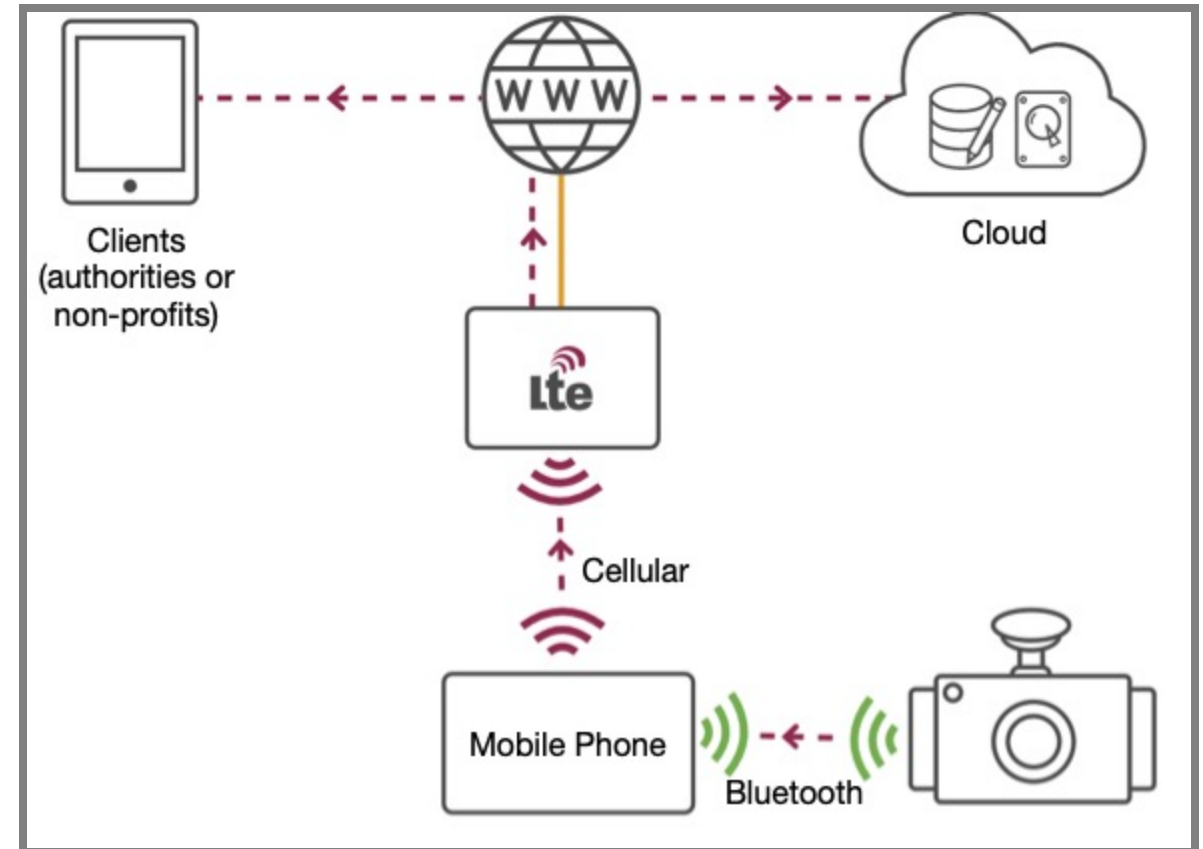 WWW
Clients
(authorities or
non-profits)
Cloud
Lte
Cellular
Mobile Phone
Bluetooth